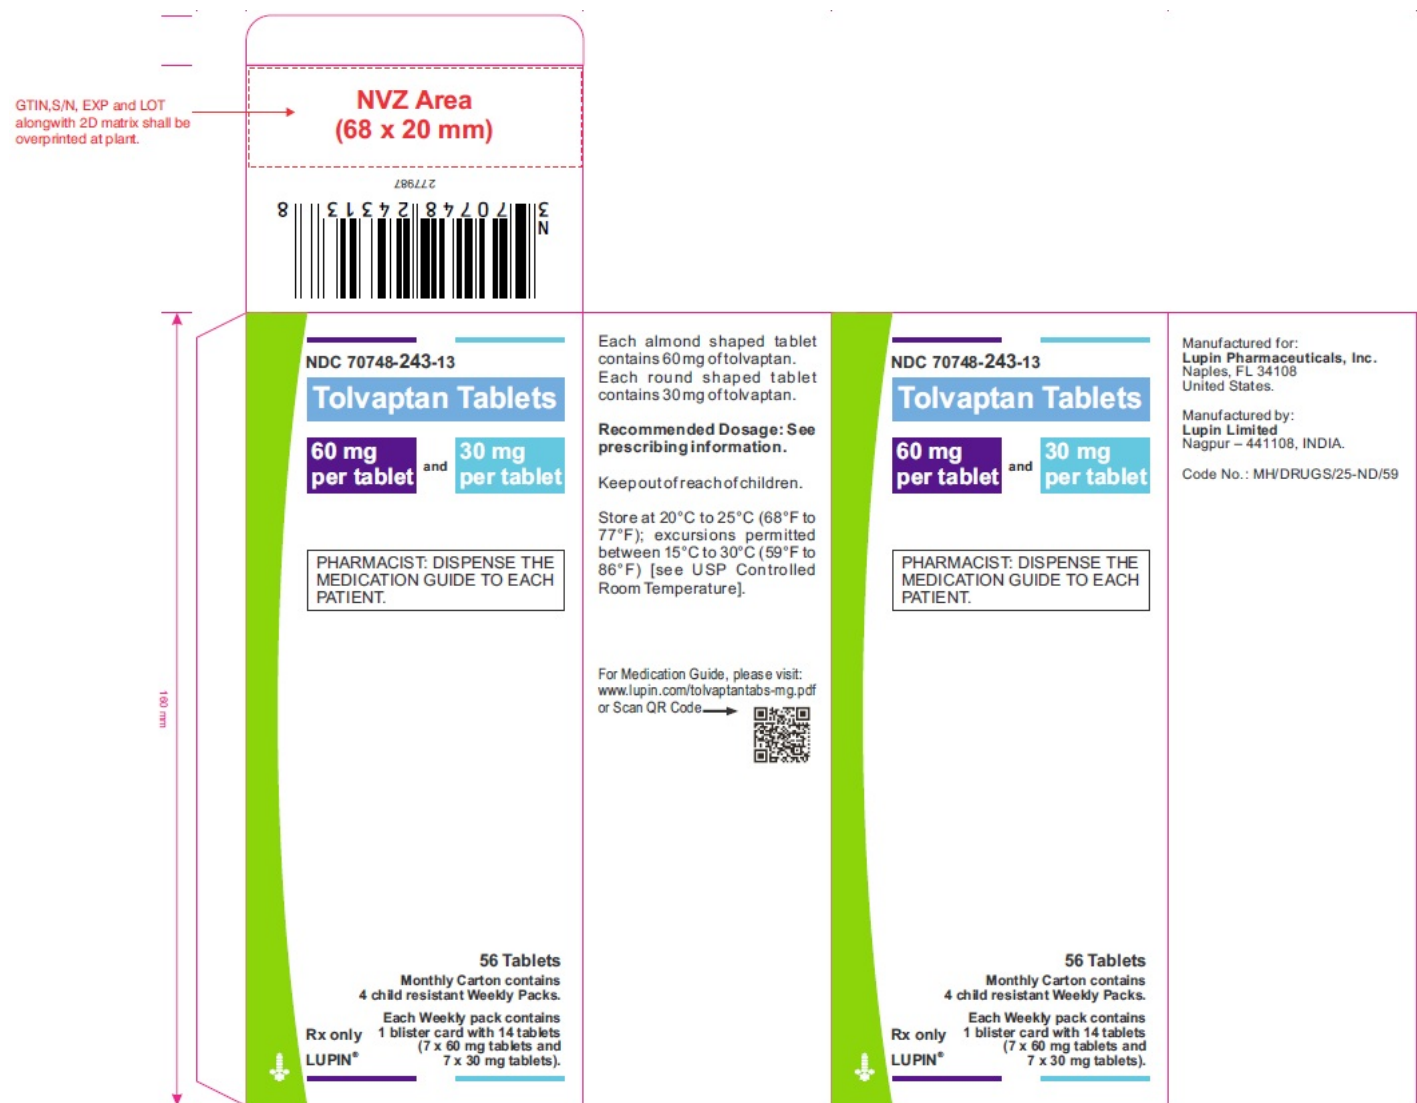 GTIN,S/N, EXP and LOT
alongwith 2D matrix shall be
overprinted at plant.
NVZ Area
(68 x 20 mm)
277987
N
3 70748 24313 8
160 mm
NDC 70748-243-13
Tolvaptan Tablets
60 mg
per tablet
and
30 mg
per tablet
PHARMACIST: DISPENSE THE
MEDICATION GUIDE TO EACH
PATIENT.
56 Tablets
Monthly Carton contains
4 child resistant Weekly Packs.
Each Weekly pack contains
1 blister card with 14 tablets
(7 x 60 mg tablets and
7 x 30 mg tablets).
Rx only
LUPIN®
Each almond shaped tablet
contains 60 mg of tolvaptan.
Each round shaped tablet
contains 30 mg of tolvaptan.
Recommended Dosage: See
prescribing information.
Keep out of reach of children.
Store at 20°C to 25°C (68°F to
77°F); excursions permitted
between 15°C to 30°C (59°F to
86°F) [see USP Controlled
Room Temperature].
For Medication Guide, please visit:
www.lupin.com/tolvaptantabs-mg.pdf
or Scan QR Code
NDC 70748-243-13
Tolvaptan Tablets
60 mg
per tablet
and
30 mg
per tablet
PHARMACIST: DISPENSE THE
MEDICATION GUIDE TO EACH
PATIENT.
56 Tablets
Monthly Carton contains
4 child resistant Weekly Packs.
Each Weekly pack contains
1 blister card with 14 tablets
(7 x 60 mg tablets and
7 x 30 mg tablets).
Rx only
LUPIN®
Manufactured for:
Lupin Pharmaceuticals, Inc.
Naples, FL 34108
United States.
Manufactured by:
Lupin Limited
Nagpur – 441108, INDIA.
Code No.: MH/DRUGS/25-ND/59